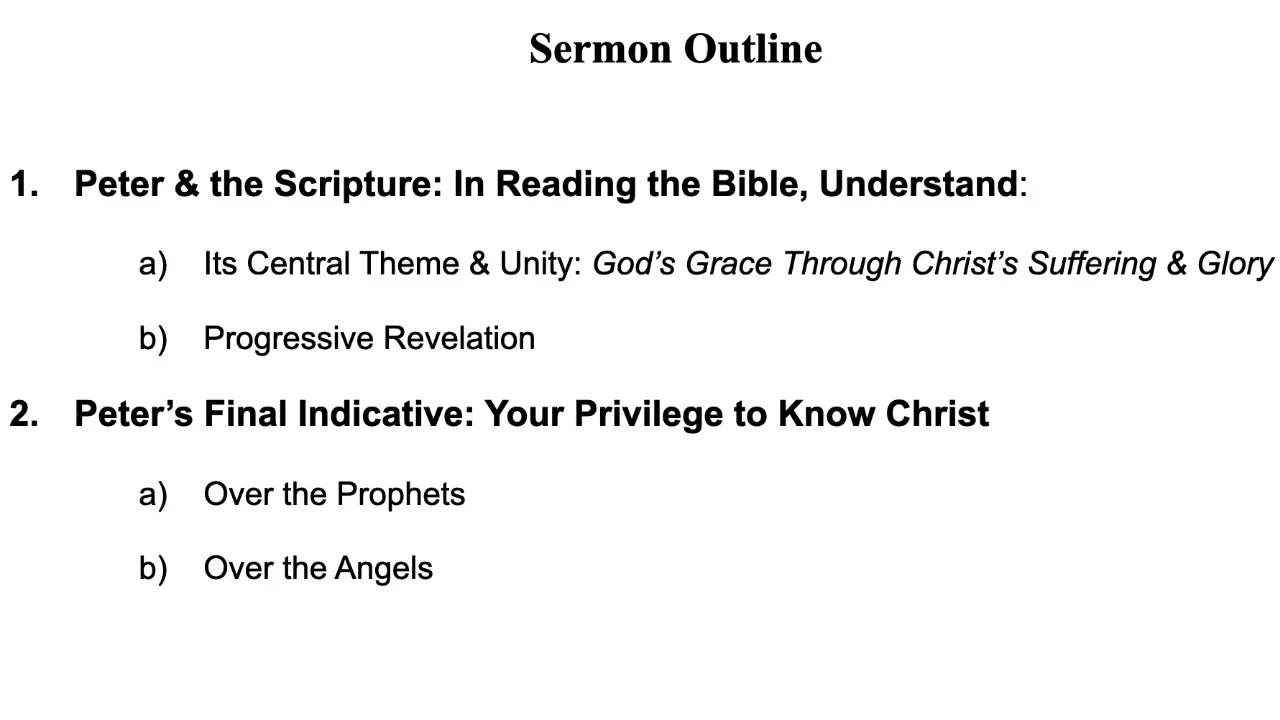 Sermon Outline
1. Peter & the Scripture: In Reading the Bible, Understand:
a) Its Central Theme & Unity: God’s Grace Through Christ’s Suffering & Glory
b) Progressive Revelation
2. Peter’s Final Indicative: Your Privilege to Know Christ
a) Over the Prophets
b) Over the Angels